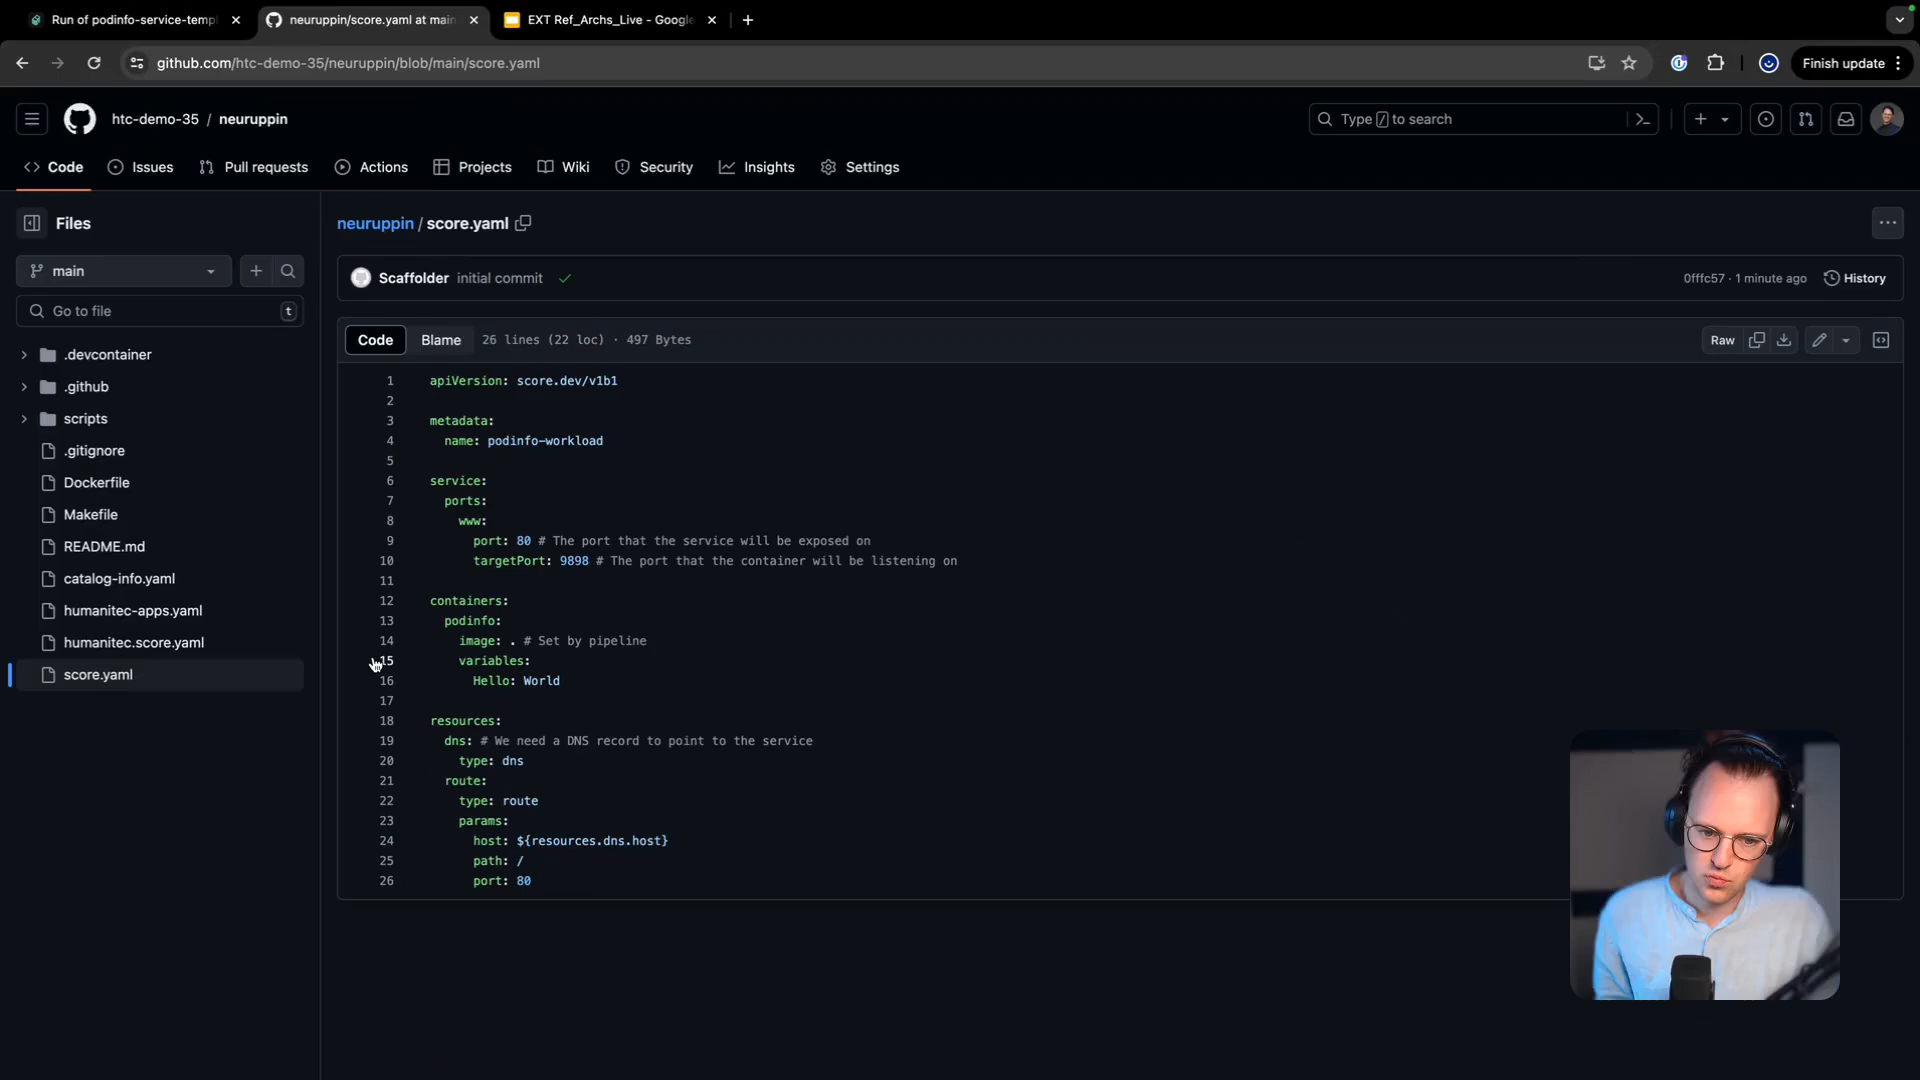 Run of podinfo-service-templ
neuruppin/score.yaml at main
EXT Ref_Archs_Live - Google
github.com/htc-demo-35/neuruppin/blob/main/score.yaml
Finish update
htc-demo-35 / neuruppin
Type / to search
Code
Issues
Pull requests
Actions
Projects
Wiki
Security
Insights
Settings
Files
main
Go to file
t
.devcontainer
.github
scripts
.gitignore
Dockerfile
Makefile
README.md
catalog-info.yaml
humanitec-apps.yaml
humanitec.score.yaml
score.yaml
neuruppin / score.yaml
Scaffolder initial commit
0fffc57 · 1 minute ago
History
Code
Blame
26 lines (22 loc) · 497 Bytes
Raw
1 apiVersion: score.dev/v1b1
2
3 metadata:
4 name: podinfo-workload
5
6 service:
7 ports:
8 www:
9 port: 80 # The port that the service will be exposed on
10 targetPort: 9898 # The port that the container will be listening on
11
12 containers:
13 podinfo:
14 image: . # Set by pipeline
15 variables:
16 Hello: World
17
18 resources:
19 dns: # We need a DNS record to point to the service
20 type: dns
21 route:
22 type: route
23 params:
24 host: ${resources.dns.host}
25 path: /
26 port: 80